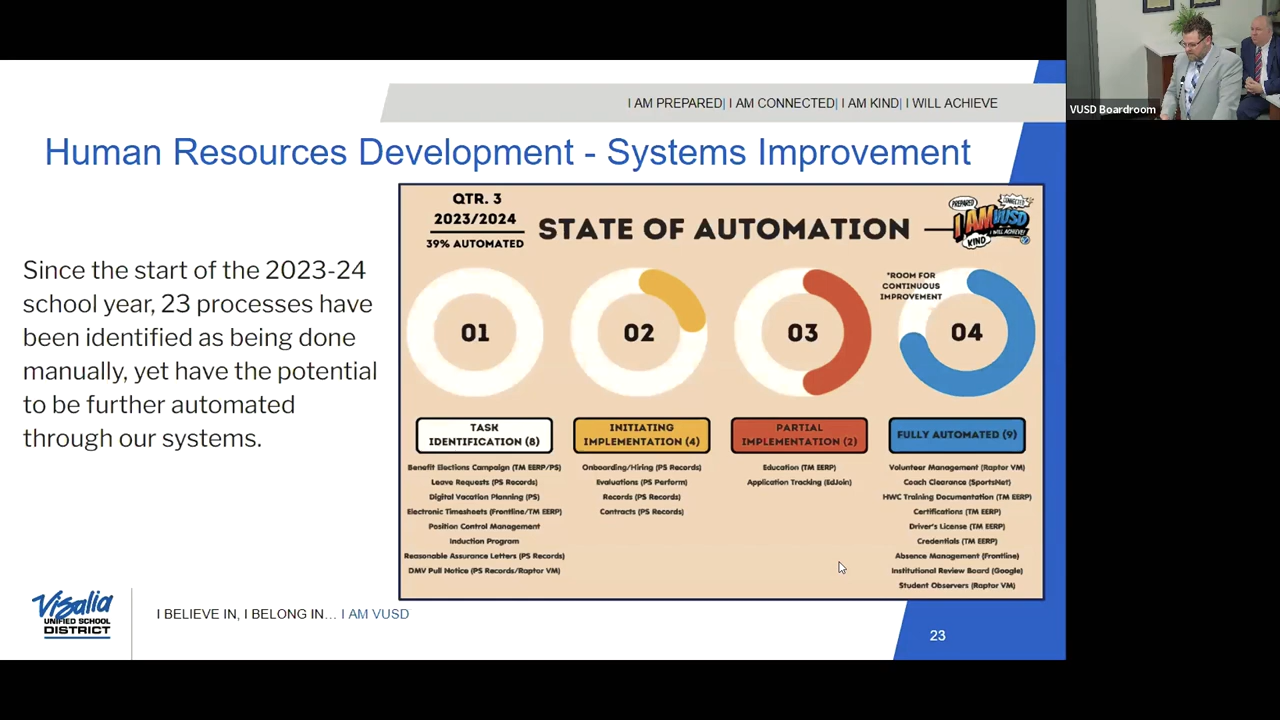 I AM PREPARED| I AM CONNECTED| I AM KIND| I WILL ACHIEVE
VUSD Boardroom
Human Resources Development - Systems Improvement
Since the start of the 2023-24
school year, 23 processes have
been identified as being done
manually, yet have the potential
to be further automated
through our systems.
QTR. 3
2023/2024
39% AUTOMATED
STATE OF AUTOMATION
PREPARED
CONNECTED
I AM VUSD
I WILL ACHIEVE!
KIND
01
02
03
*ROOM FOR
CONTINUOUS
IMPROVEMENT
04
TASK
IDENTIFICATION (8)
Benefit Elections Campaign (TM EERP/PS)
Leave Requests (PS Records)
Digital Vacation Planning (PS)
Electronic Timesheets (Frontline/TM EERP)
Position Control Management
Induction Program
Reasonable Assurance Letters (PS Records)
DMV Pull Notice (PS Records/Raptor VM)
INITIATING
IMPLEMENTATION (4)
Onboarding/Hiring (PS Records)
Evaluations (PS Perform)
Records (PS Records)
Contracts (PS Records)
PARTIAL
IMPLEMENTATION (2)
Education (TM EERP)
Application Tracking (EdJoin)
FULLY AUTOMATED (9)
Volunteer Management (Raptor VM)
Coach Clearance (SportsNet)
HWC Training Documentation (TM EERP)
Certifications (TM EERP)
Driver's License (TM EERP)
Credentials (TM EERP)
Absence Management (Frontline)
Institutional Review Board (Google)
Student Observers (Raptor VM)
Visalia
UNIFIED SCHOOL
DISTRICT
I BELIEVE IN, I BELONG IN... I AM VUSD
23